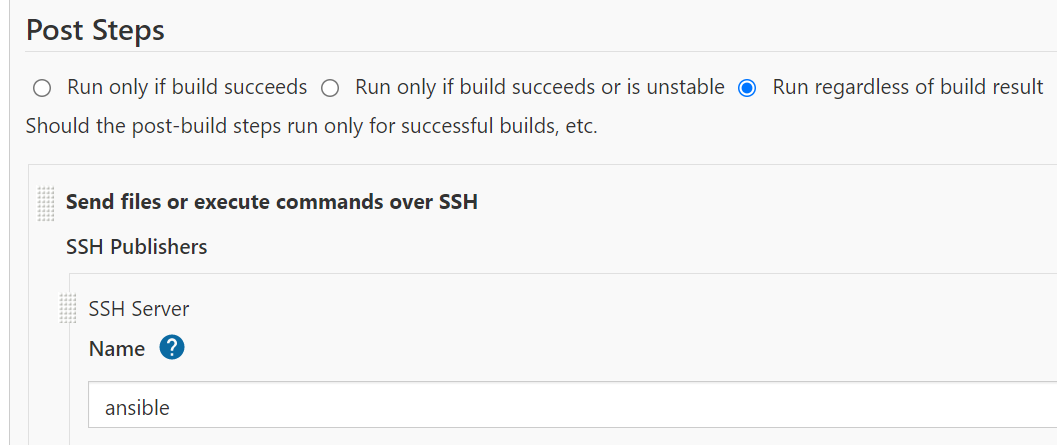 Post Steps
Run only if build succeeds Run only if build succeeds or is unstable Run regardless of build result
Should the post-build steps run only for successful builds, etc.
Send files or execute commands over SSH
SSH Publishers
SSH Server
Name ?
ansible